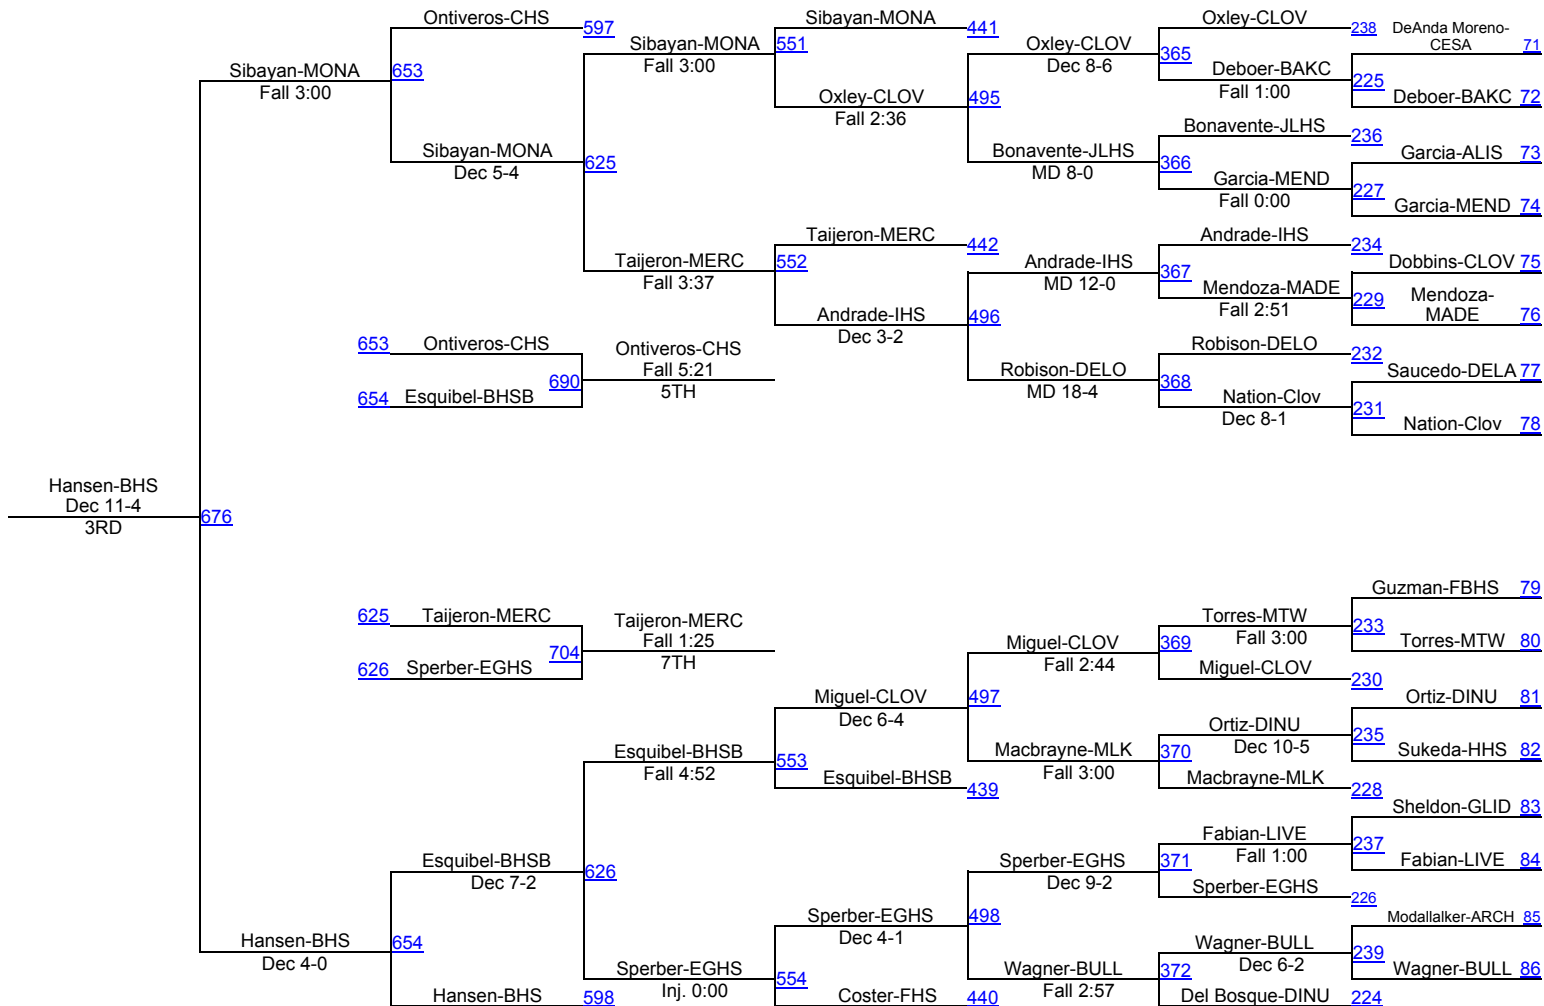 Ontiveros-CHS
597
Sibayan-MONA
Fall 3:00
653
Sibayan-MONA
Dec 5-4
Sibayan-MONA
Fall 3:00
551
625
Sibayan-MONA
441
Oxley-CLOV
Fall 2:36
495
Oxley-CLOV
Dec 8-6
365
Oxley-CLOV
238
Deboer-BAKC
Fall 1:00
225
DeAnda Moreno-
CESA
71
Deboer-BAKC 72
Bonavente-JLHS
MD 8-0
366
Bonavente-JLHS
236
Garcia-MEND
Fall 0:00
227
Garcia-ALIS 73
Garcia-MEND 74
Taijeron-MERC
Fall 3:37
552
Taijeron-MERC
442
Andrade-IHS
Dec 3-2
496
Andrade-IHS
MD 12-0
367
Andrade-IHS
234
Mendoza-MADE
Fall 2:51
229
Dobbins-CLOV 75
Mendoza-
MADE
76
Robison-DELO
MD 18-4
368
Robison-DELO
232
Nation-Clov
Dec 8-1
231
Saucedo-DELA 77
Nation-Clov 78
653 Ontiveros-CHS
654 Esquibel-BHSB
690
Ontiveros-CHS
Fall 5:21
5TH
Hansen-BHS
Dec 11-4
3RD
676
625 Taijeron-MERC
626 Sperber-EGHS
704
Taijeron-MERC
Fall 1:25
7TH
Miguel-CLOV
Dec 6-4
497
Miguel-CLOV
Fall 2:44
369
Torres-MTW
Fall 3:00
233
Guzman-FBHS 79
Torres-MTW 80
Miguel-CLOV
230
Macbrayne-MLK
Fall 3:00
370
Ortiz-DINU
Dec 10-5
235
Ortiz-DINU 81
Sukeda-HHS 82
Macbrayne-MLK
228
Esquibel-BHSB
Fall 4:52
553
Esquibel-BHSB
439
Esquibel-BHSB
Dec 7-2
626
Sperber-EGHS
Dec 9-2
371
Fabian-LIVE
Fall 1:00
237
Sheldon-GLID 83
Fabian-LIVE 84
Sperber-EGHS
226
Sperber-EGHS
Dec 4-1
498
Hansen-BHS
Dec 4-0
654
Sperber-EGHS
Inj. 0:00
554
Wagner-BULL
Fall 2:57
372
Wagner-BULL
Dec 6-2
239
Modallalker-ARCH 85
Wagner-BULL 86
Hansen-BHS
598
Coster-FHS
440
Del Bosque-DINU
224